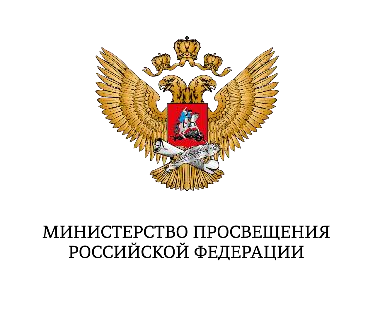 МИНИСТЕРСТВО ПРОСВЕЩЕНИЯ
РОССИЙСКОЙ ФЕДЕРАЦИИ